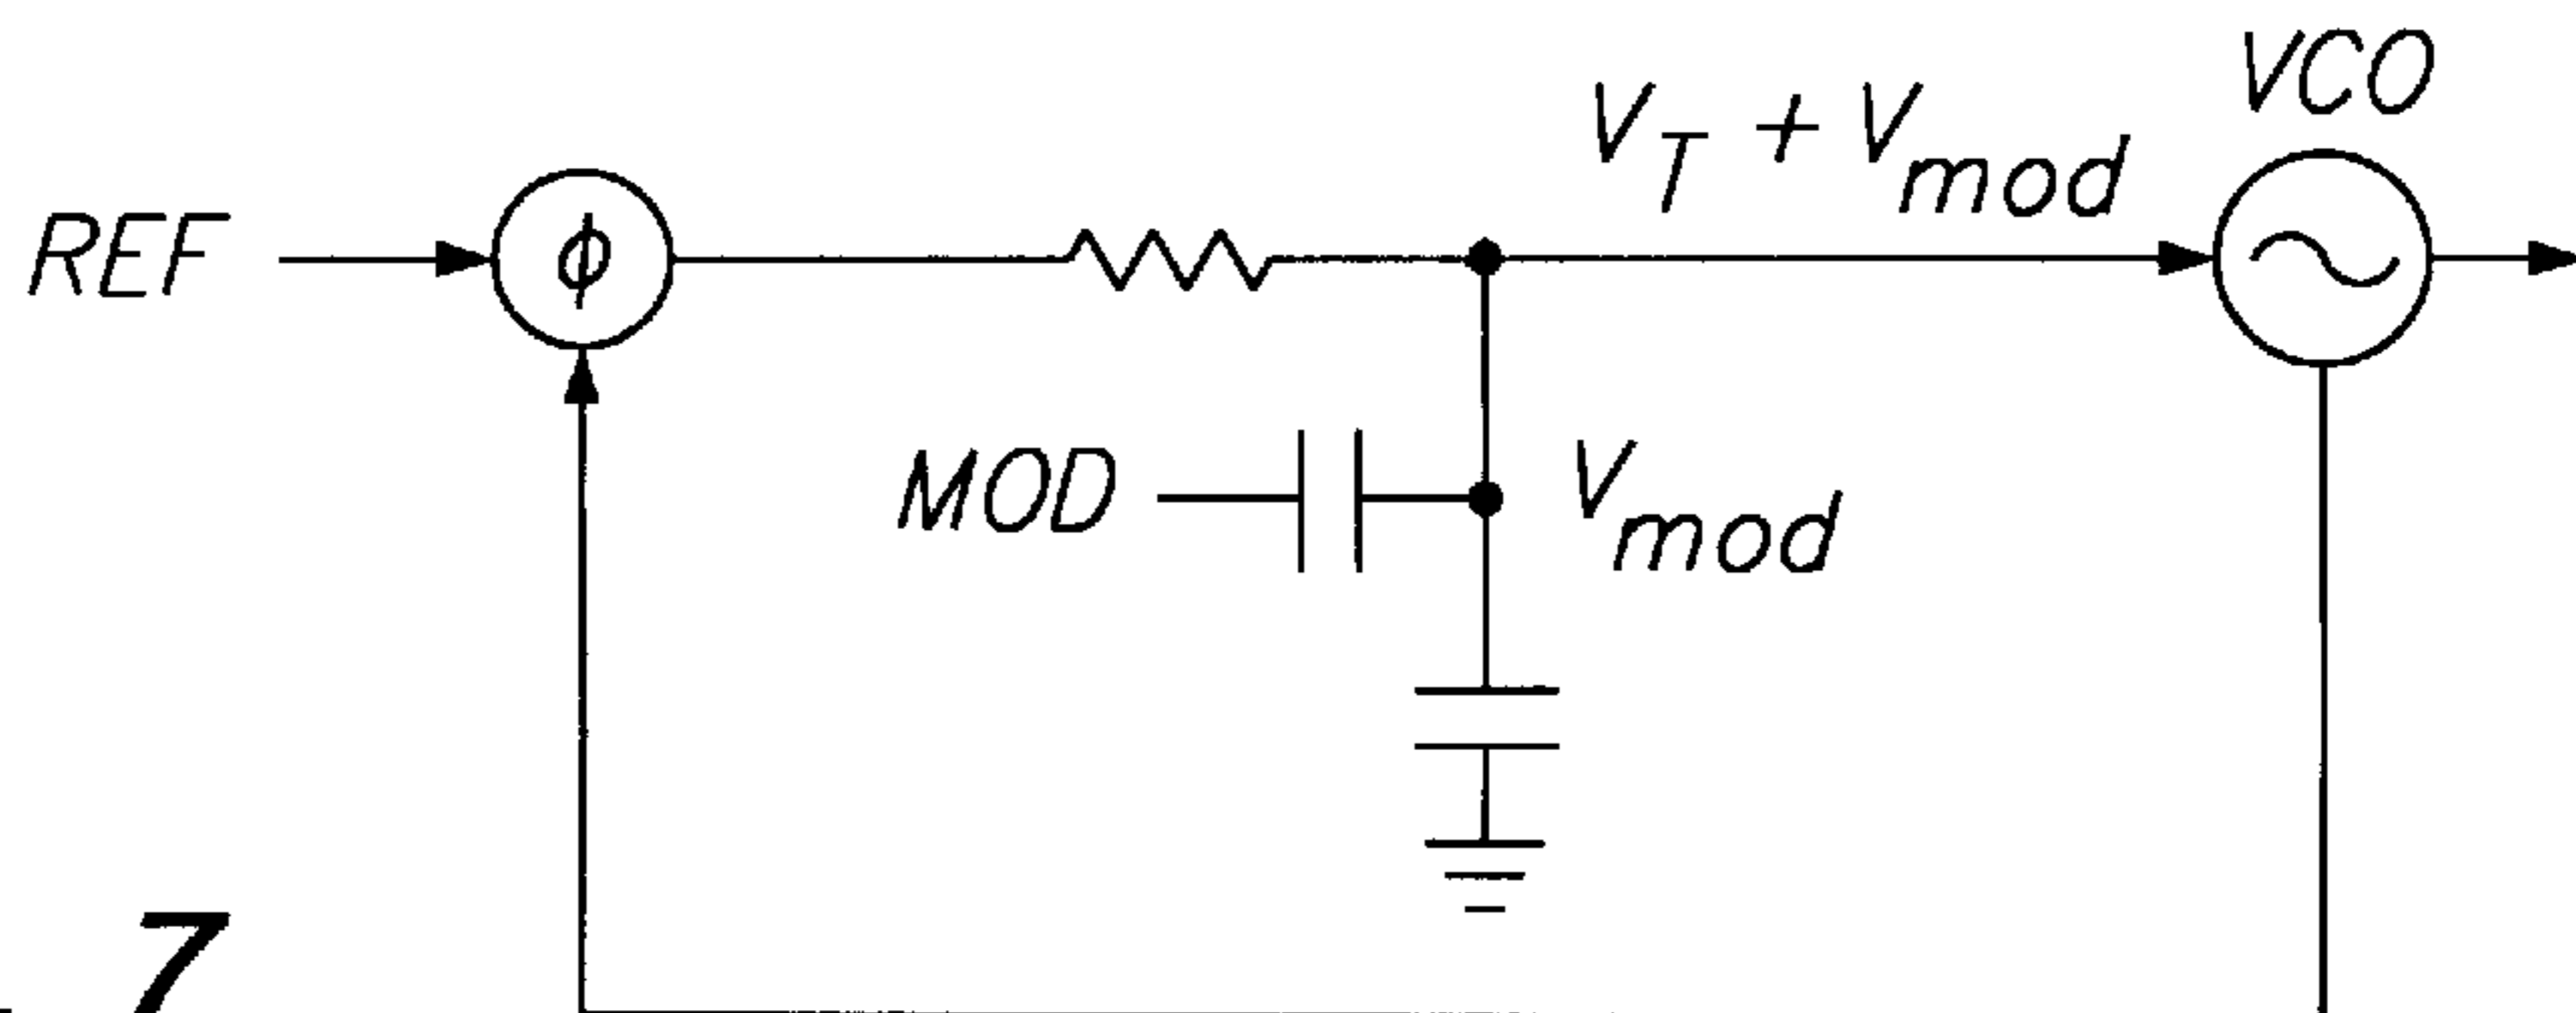 VCO
V_T + V_mod
REF
ϕ
MOD
V_mod
7